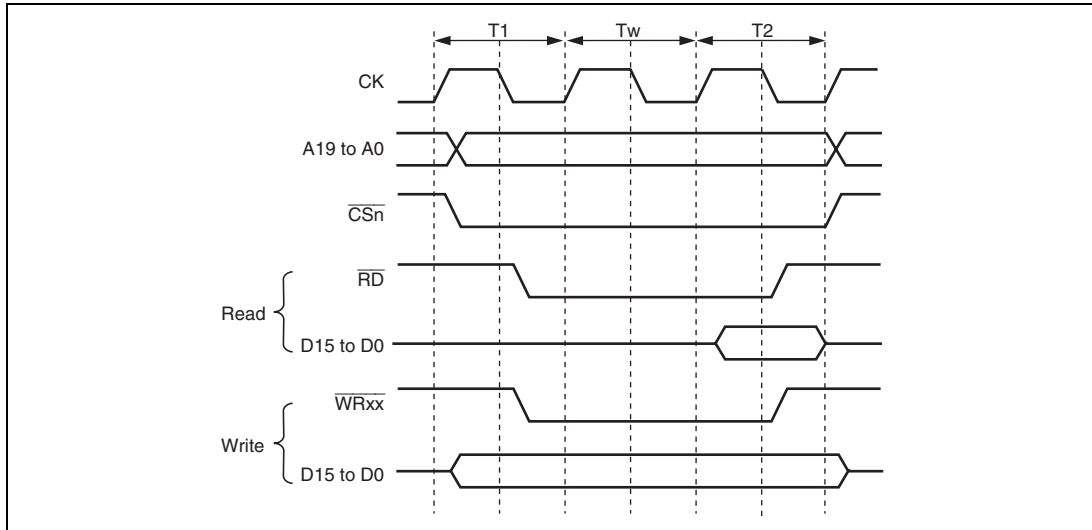 T1 Tw T2
CK
A19 to A0
CSn
RD
Read
D15 to D0
WRxx
Write
D15 to D0